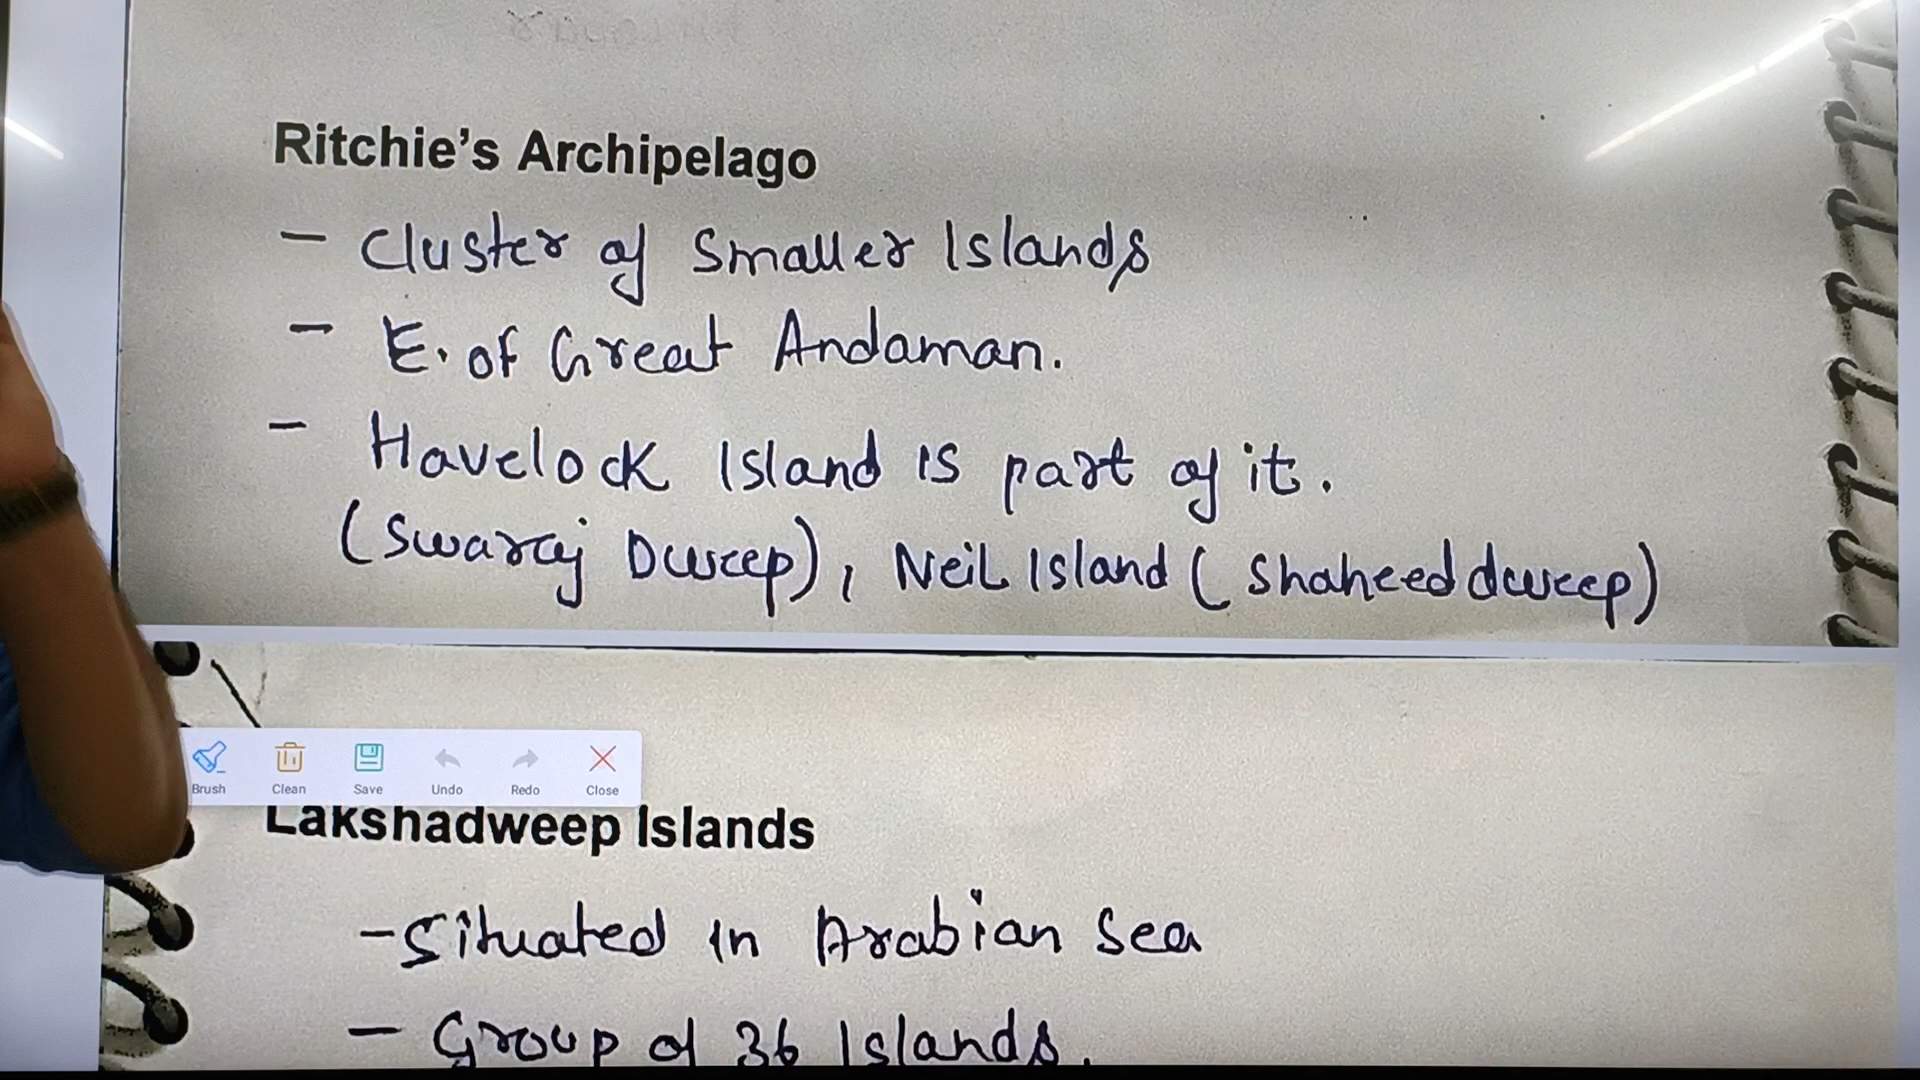 Ritchie's Archipelago
- Cluster of Smaller Islands
- E. of Great Andaman.
- Havelock Island is part of it.
(Swaraj Dweep), Neil Island (Shaheed dweep)
Brush Clean Save Undo Redo Close
Lakshadweep Islands
- Situated in Arabian Sea
- Group of 36 Islands.